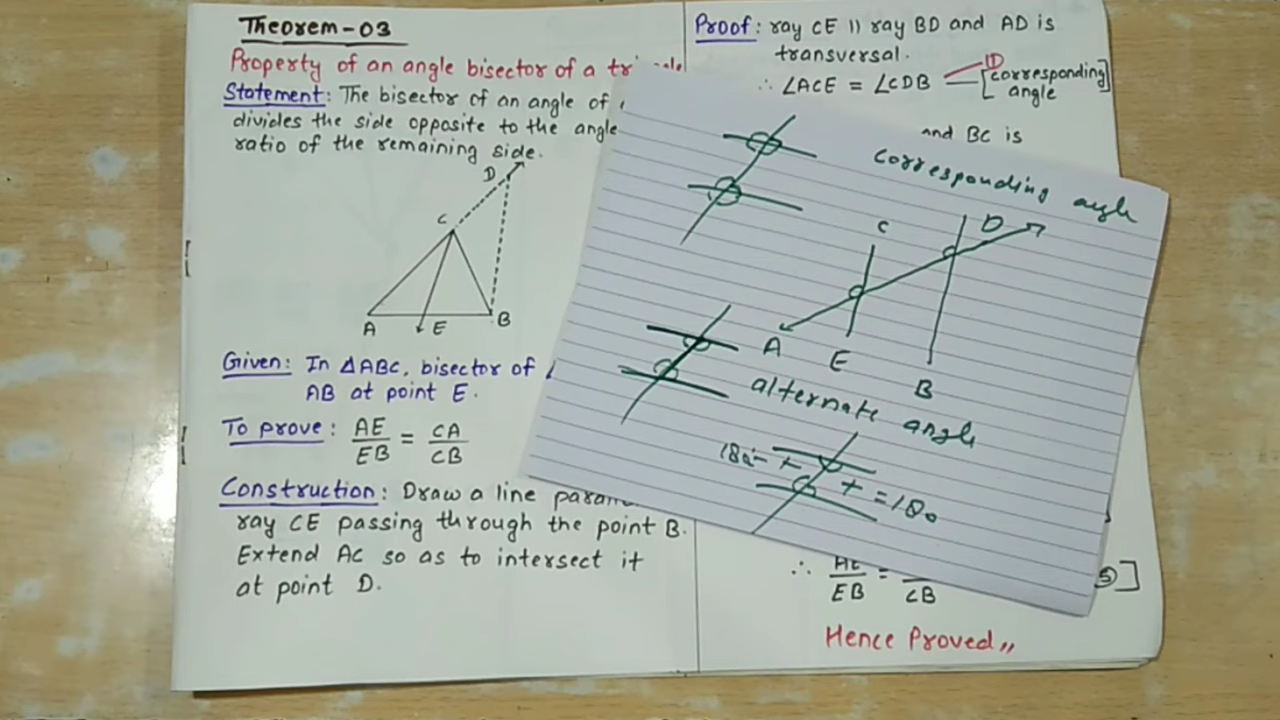 Theorem-03
Property of an angle bisector of a
Statement: The bisector of an angle of
divides the side opposite to the angle
ratio of the remaining side.
D
C
A
E
B
Given: In △ABC, bisector of
AB at point E.
To prove: AE/EB = CA/CB
Construction: Draw a line
ray CE passing through the point B.
Extend AC so as to intersect it
at point D.
Proof: ray CE || ray BD and AD is
transversal.
∴ ∠ACE = ∠CDB — [corresponding angle] ①
and BC is
corresponding angle
C
D
A
E
B
alternate angle
+ = 180
∴ AE/EB = /CB
⑤]
Hence Proved,,